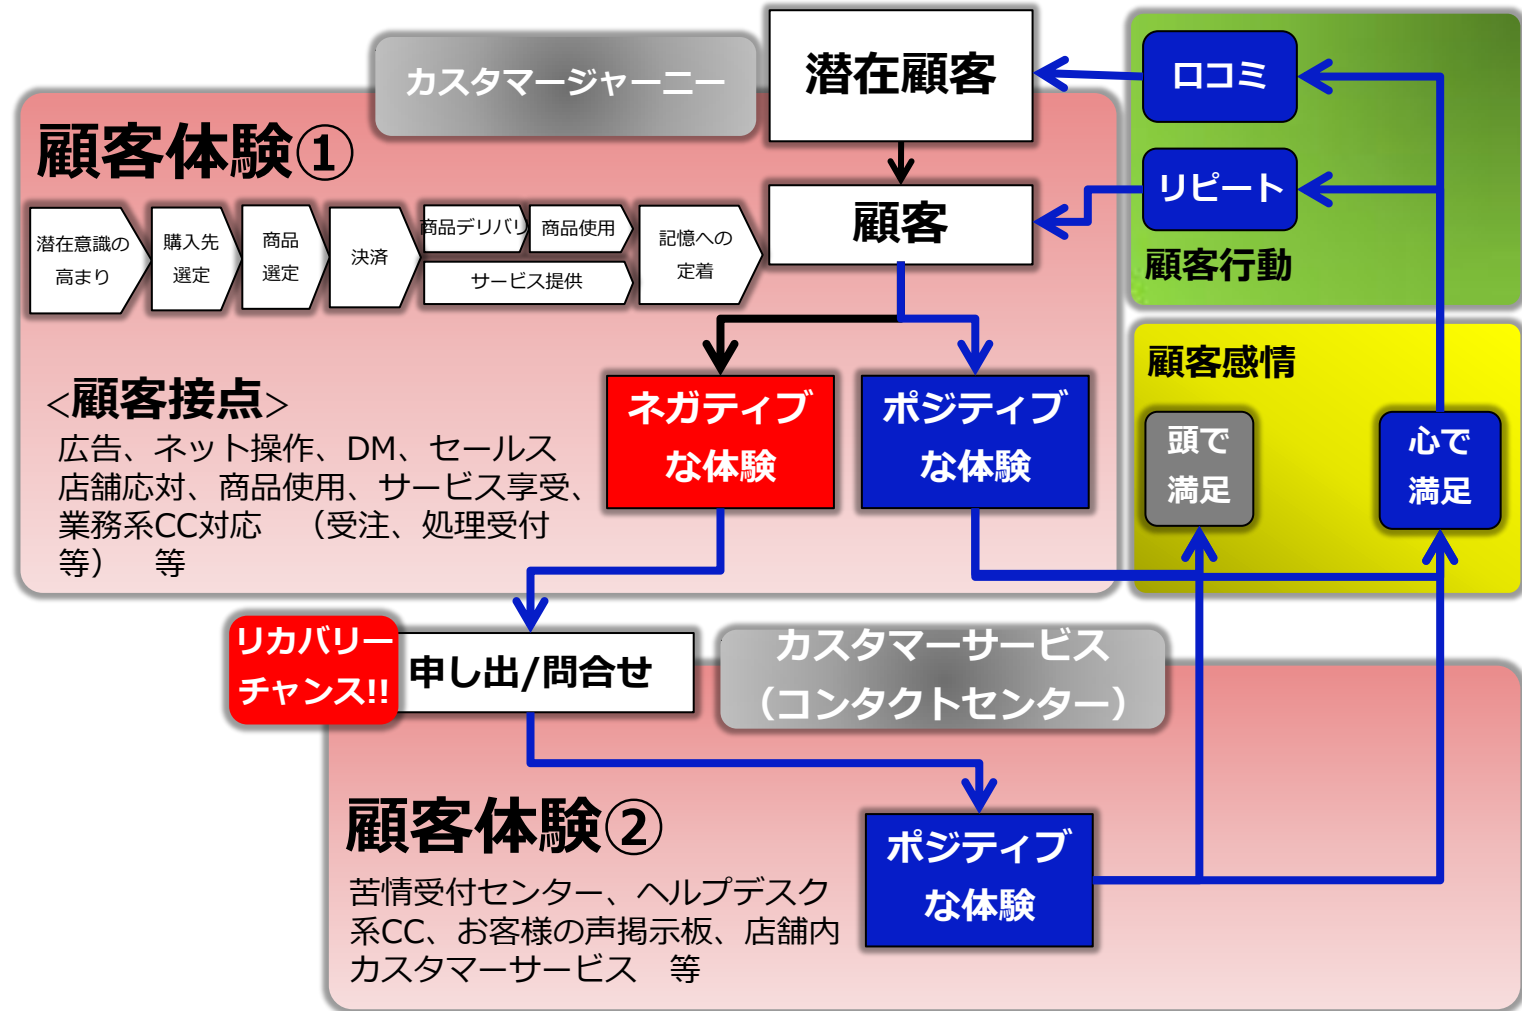 カスタマージャーニー
潜在顧客
口コミ
顧客体験①
リピート
顧客
顧客行動
潜在意識の
高まり
購入先
選定
商品
選定
決済
商品デリバリ
商品使用
サービス提供
記憶への
定着
<顧客接点>
広告、ネット操作、DM、セールス
店舗応対、商品使用、サービス享受、
業務系CC対応　（受注、処理受付
等）　等
ネガティブ
な体験
ポジティブ
な体験
顧客感情
頭で
満足
心で
満足
リカバリー
チャンス!!
申し出/問合せ
カスタマーサービス
（コンタクトセンター）
顧客体験②
苦情受付センター、ヘルプデスク
系CC、お客様の声掲示板、店舗内
カスタマーサービス　等
ポジティブ
な体験